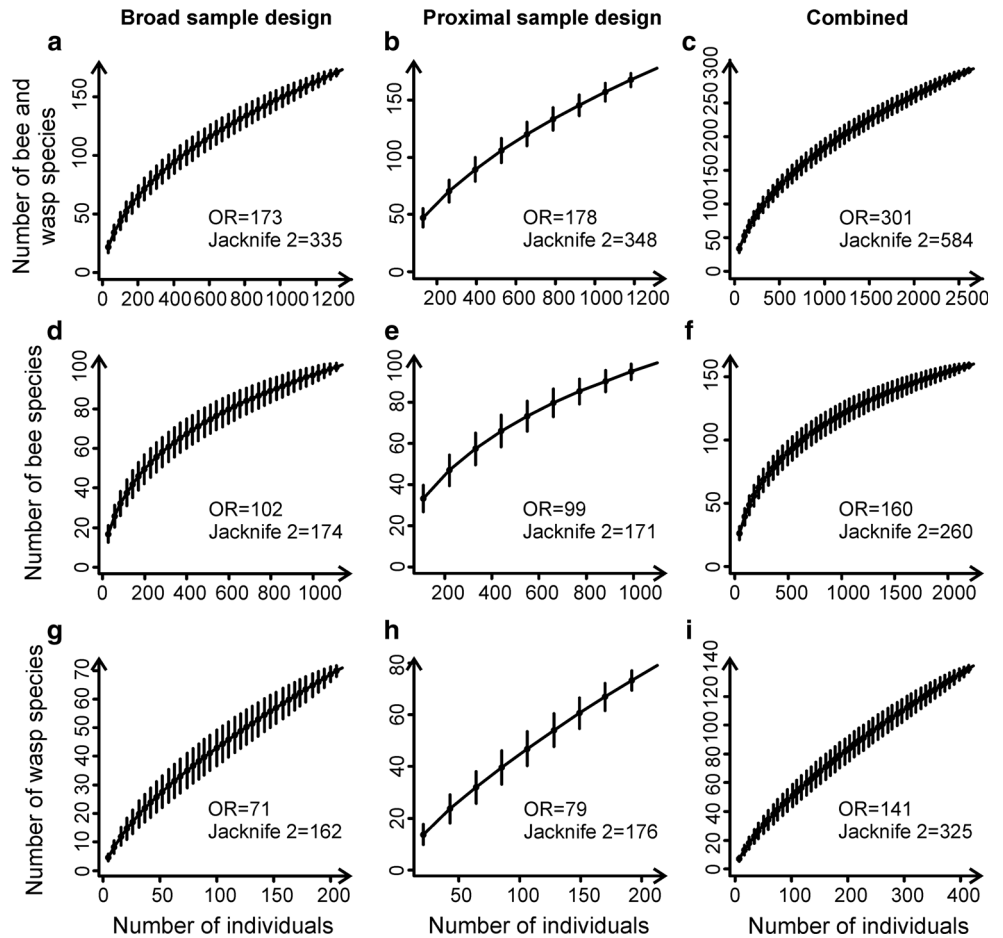 Broad sample design
Proximal sample design
Combined
a
b
c
Number of bee and
wasp species
0 50 100 150
0 200 400 600 800 1000 1200
OR=173
Jacknife 2=335
0 50 100 150
200 400 600 800 1000 1200
OR=178
Jacknife 2=348
0 50 100 150 200 250 300
0 500 1000 1500 2000 2500
OR=301
Jacknife 2=584
d
e
f
Number of bee species
0 20 40 60 80 100
0 200 400 600 800 1000
OR=102
Jacknife 2=174
0 20 40 60 80 100
200 400 600 800 1000
OR=99
Jacknife 2=171
0 50 100 150
0 500 1000 1500 2000
OR=160
Jacknife 2=260
g
h
i
Number of wasp species
0 10 20 30 40 50 60 70
0 50 100 150 200
OR=71
Jacknife 2=162
0 20 40 60 80
50 100 150 200
OR=79
Jacknife 2=176
0 20 40 60 80 100 120 140
0 100 200 300 400
OR=141
Jacknife 2=325
Number of individuals
Number of individuals
Number of individuals